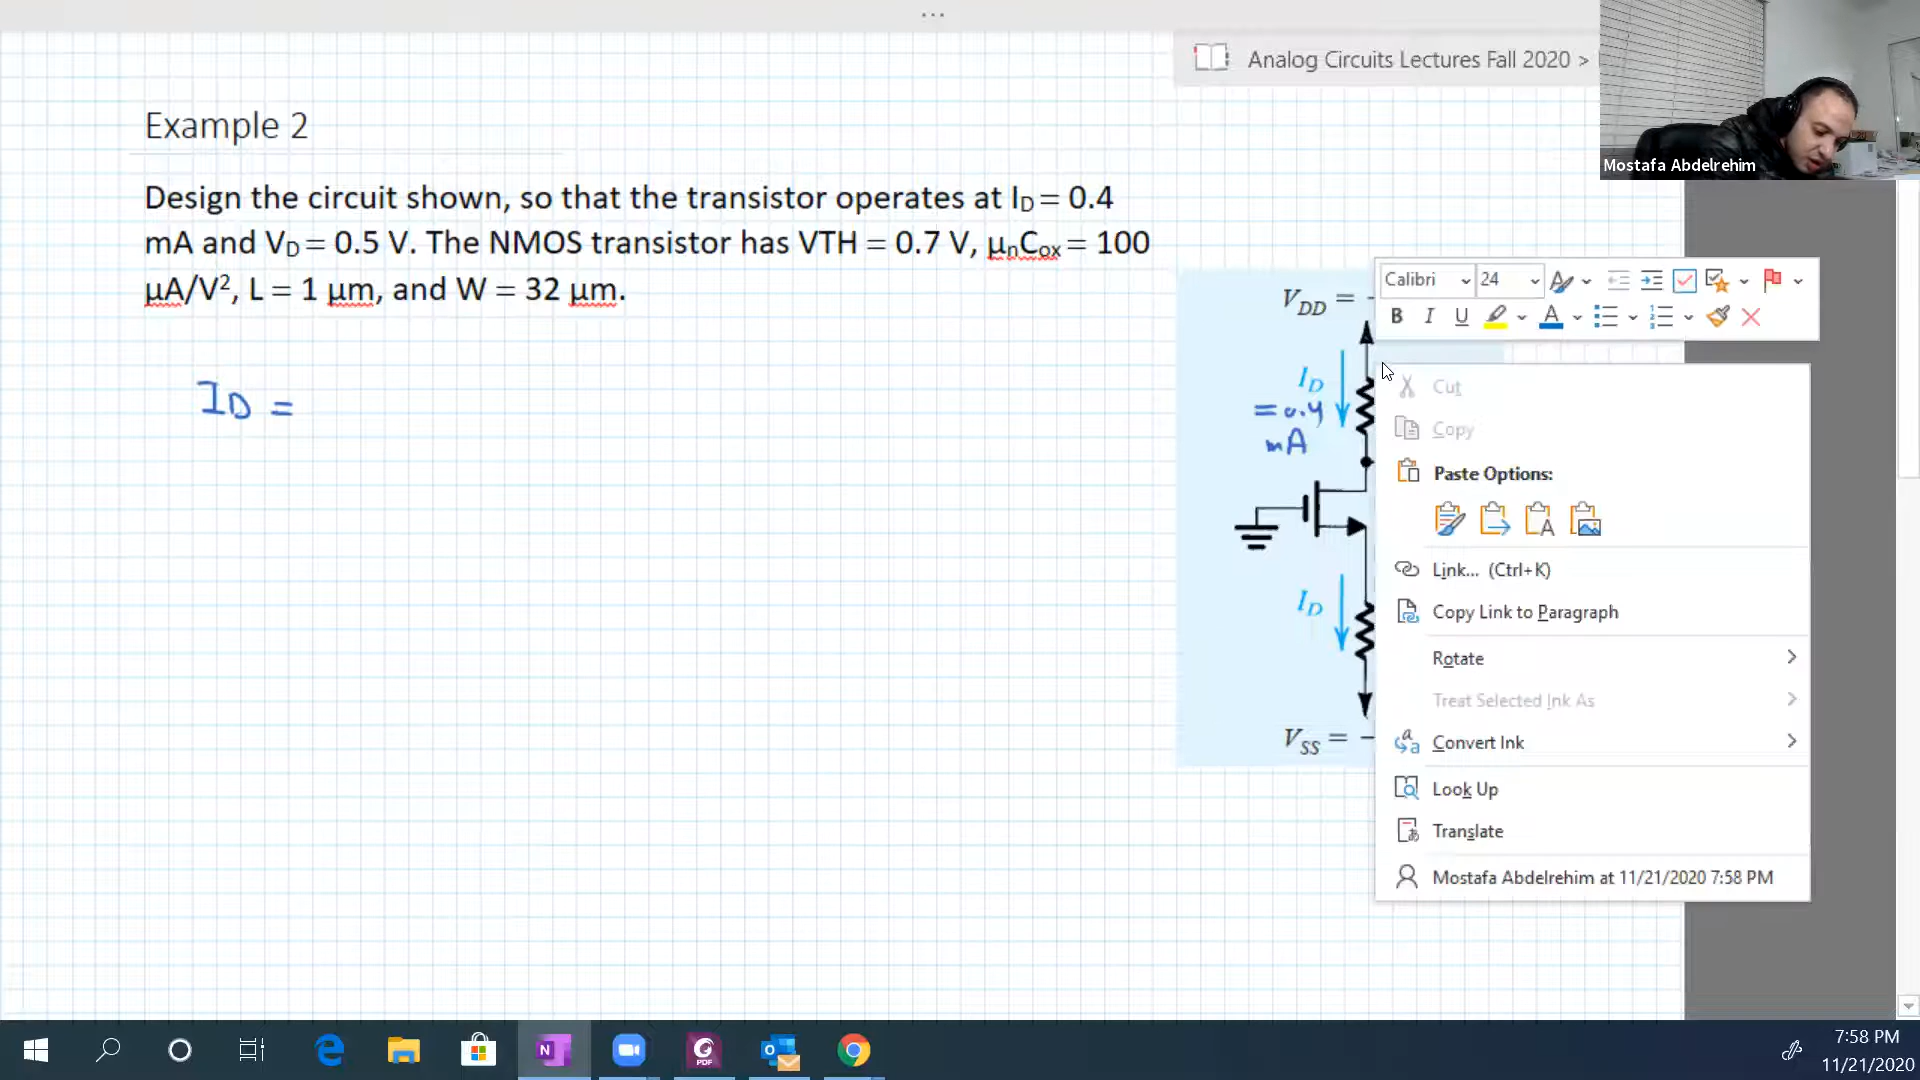 ...
Analog Circuits Lectures Fall 2020 >
Mostafa Abdelrehim
Example 2
Design the circuit shown, so that the transistor operates at ID = 0.4
mA and VD = 0.5 V. The NMOS transistor has VTH = 0.7 V, μnCox = 100
μA/V², L = 1 μm, and W = 32 μm.
ID =
VDD =
ID
= 0.4
mA
ID
VSS = -
Calibri 24
B I U A
Cut
Copy
Paste Options:
Link... (Ctrl+K)
Copy Link to Paragraph
Rotate
Treat Selected Ink As
Convert Ink
Look Up
Translate
Mostafa Abdelrehim at 11/21/2020 7:58 PM
7:58 PM
11/21/2020